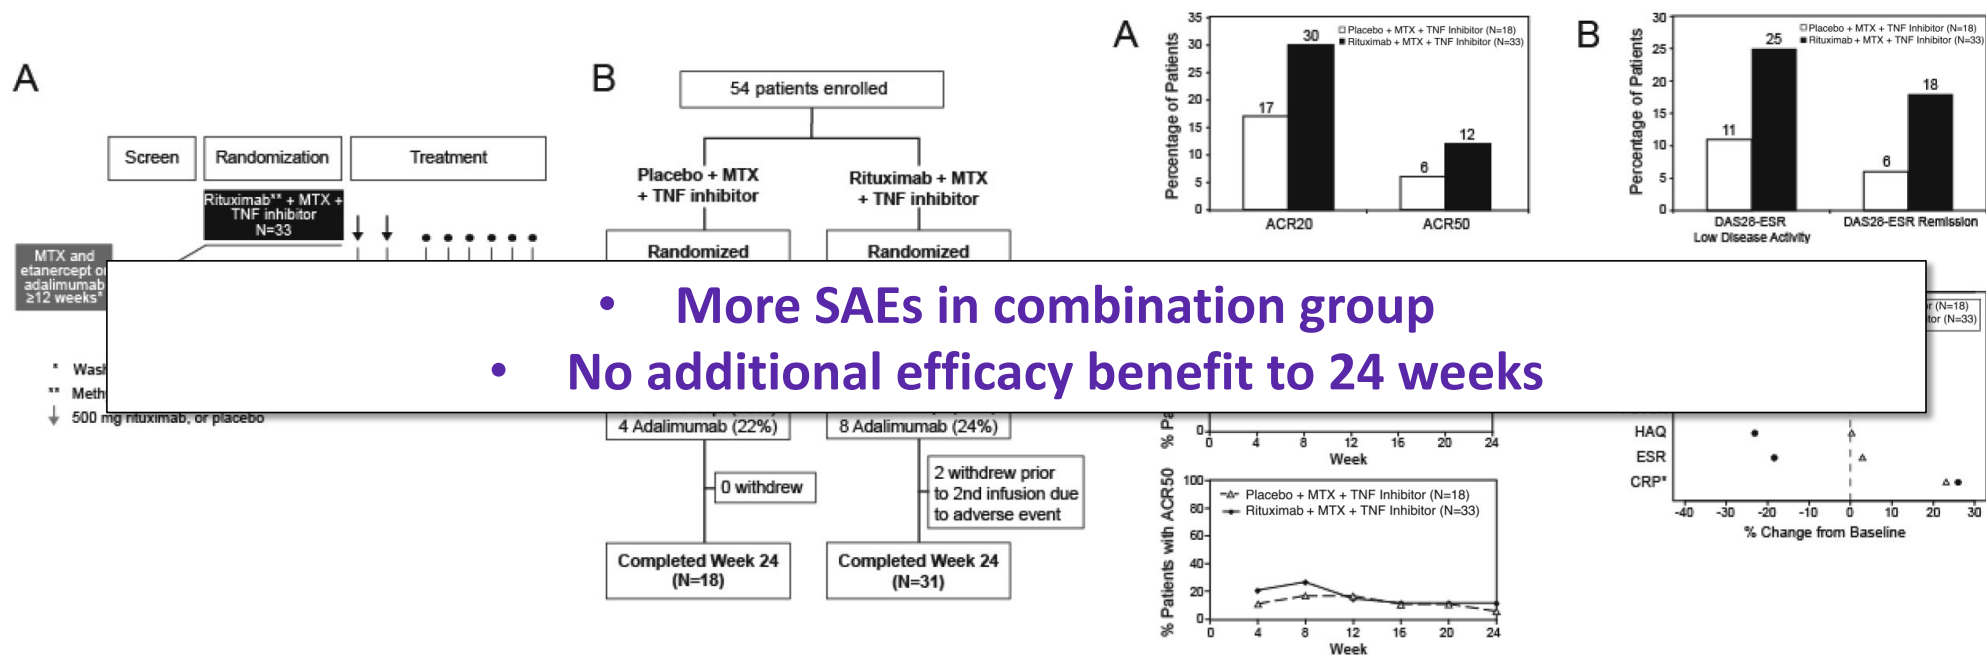 A
Screen
Randomization
Treatment
Rituximab** + MTX +
TNF inhibitor
N=33
MTX and
etanercept or
adalimumab
≥12 weeks*
*
**
500 mg rituximab, or placebo
B
54 patients enrolled
Placebo + MTX
+ TNF inhibitor
Rituximab + MTX
+ TNF inhibitor
Randomized
Randomized
4 Adalimumab (22%)
8 Adalimumab (24%)
0 withdrew
2 withdrew prior
to 2nd infusion due
to adverse event
Completed Week 24
(N=18)
Completed Week 24
(N=31)
• More SAEs in combination group
• No additional efficacy benefit to 24 weeks
A
Percentage of Patients
35
30
25
20
15
10
5
0
Placebo + MTX + TNF Inhibitor (N=18)
Rituximab + MTX + TNF Inhibitor (N=33)
17
30
6
12
ACR20
ACR50
% Pa
0
0 4 8 12 16 20 24
Week
% Patients with ACR50
100
80
60
40
20
0
Placebo + MTX + TNF Inhibitor (N=18)
Rituximab + MTX + TNF Inhibitor (N=33)
0 4 8 12 16 20 24
Week
B
Percentage of Patients
30
25
20
15
10
5
0
Placebo + MTX + TNF Inhibitor (N=18)
Rituximab + MTX + TNF Inhibitor (N=33)
11
25
6
18
DAS28-ESR
Low Disease Activity
DAS28-ESR Remission
(N=18)
(N=33)
HAQ
ESR
CRP*
-40 -30 -20 -10 0 10 20 30
% Change from Baseline